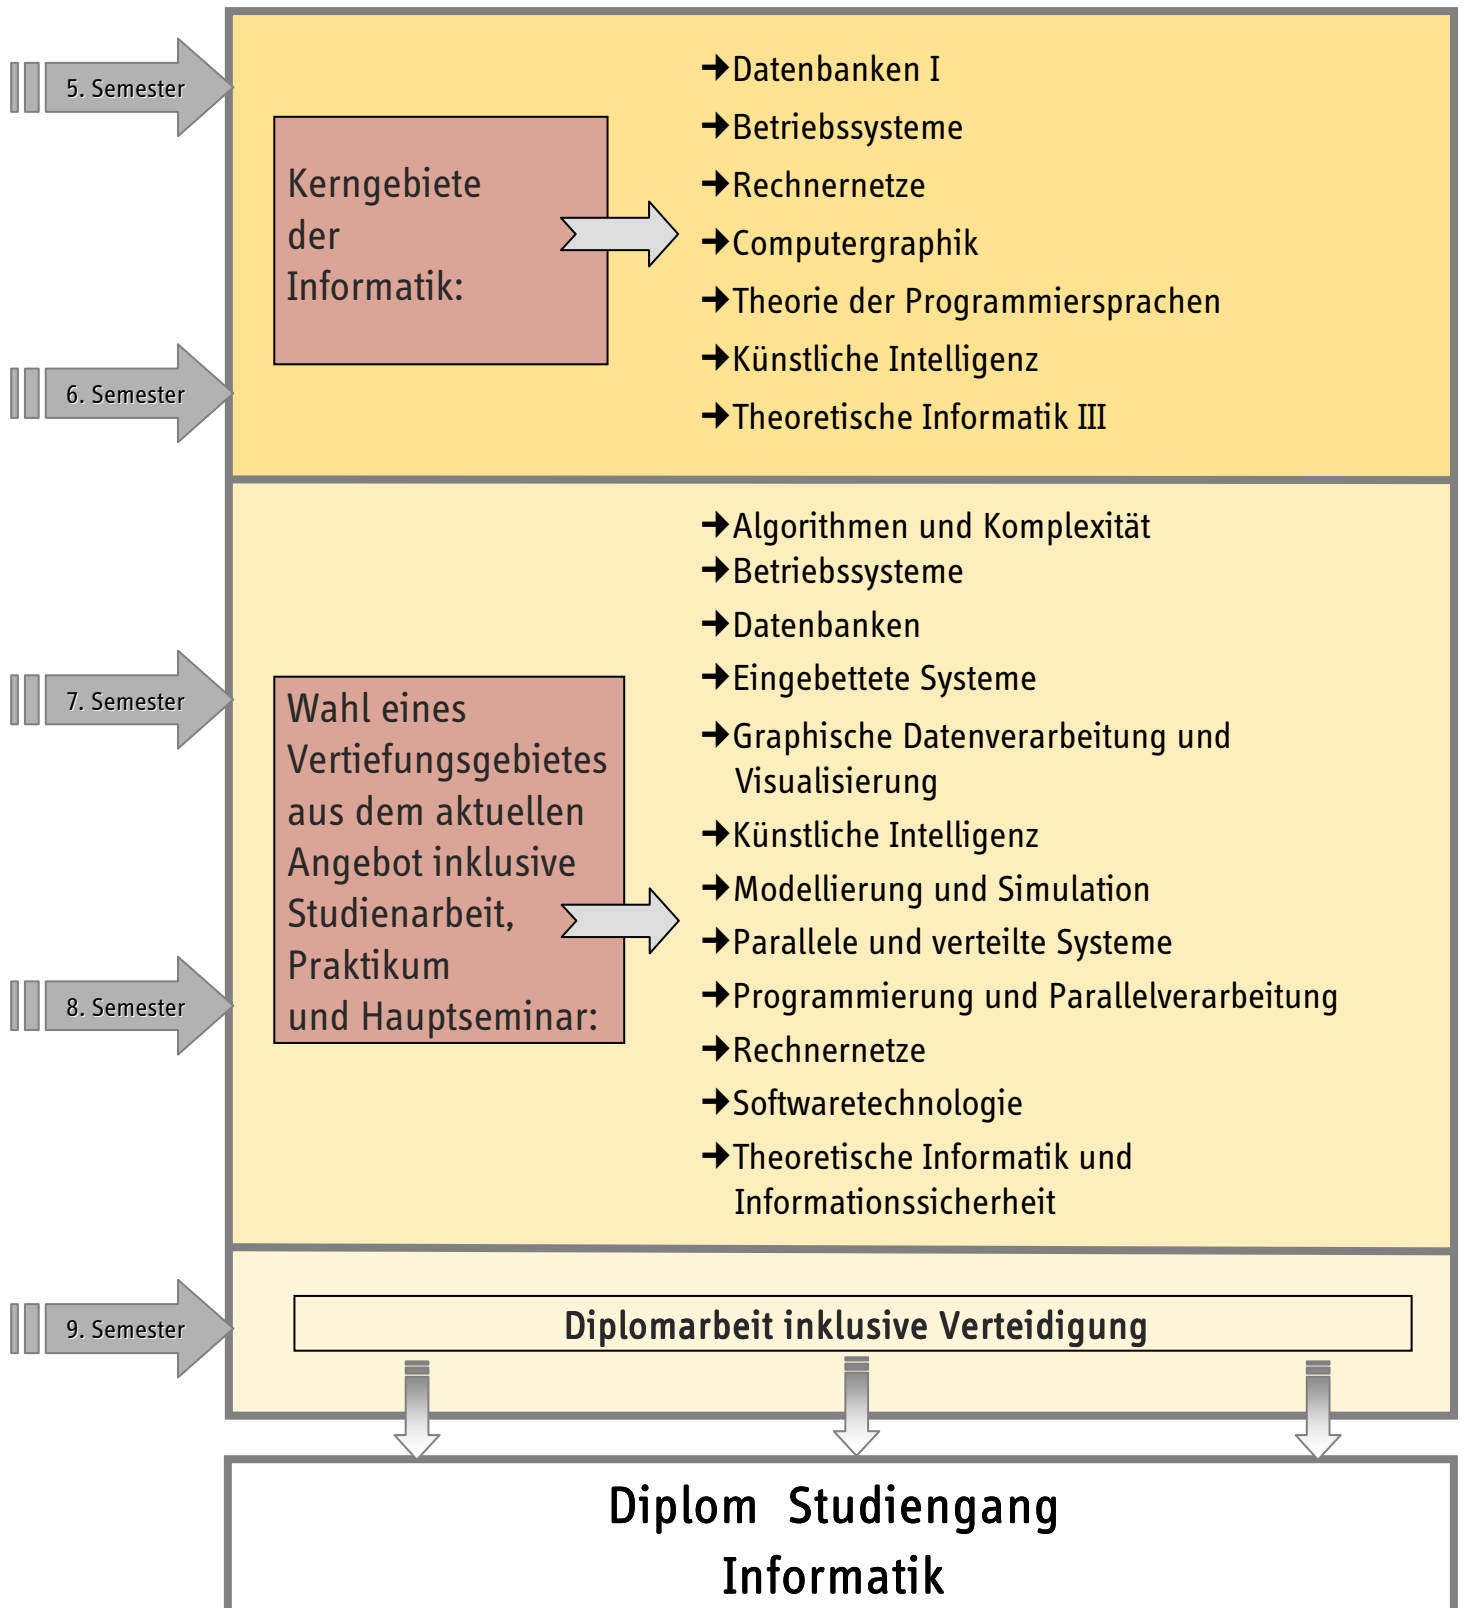 5. Semester
6. Semester
Kerngebiete
der
Informatik:
Datenbanken I
Betriebssysteme
Rechnernetze
Computergraphik
Theorie der Programmiersprachen
Künstliche Intelligenz
Theoretische Informatik III
7. Semester
8. Semester
Wahl eines
Vertiefungsgebietes
aus dem aktuellen
Angebot inklusive
Studienarbeit,
Praktikum
und Hauptseminar:
Algorithmen und Komplexität
Betriebssysteme
Datenbanken
Eingebettete Systeme
Graphische Datenverarbeitung und
Visualisierung
Künstliche Intelligenz
Modellierung und Simulation
Parallele und verteilte Systeme
Programmierung und Parallelverarbeitung
Rechnernetze
Softwaretechnologie
Theoretische Informatik und
Informationssicherheit
9. Semester
Diplomarbeit inklusive Verteidigung
Diplom Studiengang
Informatik